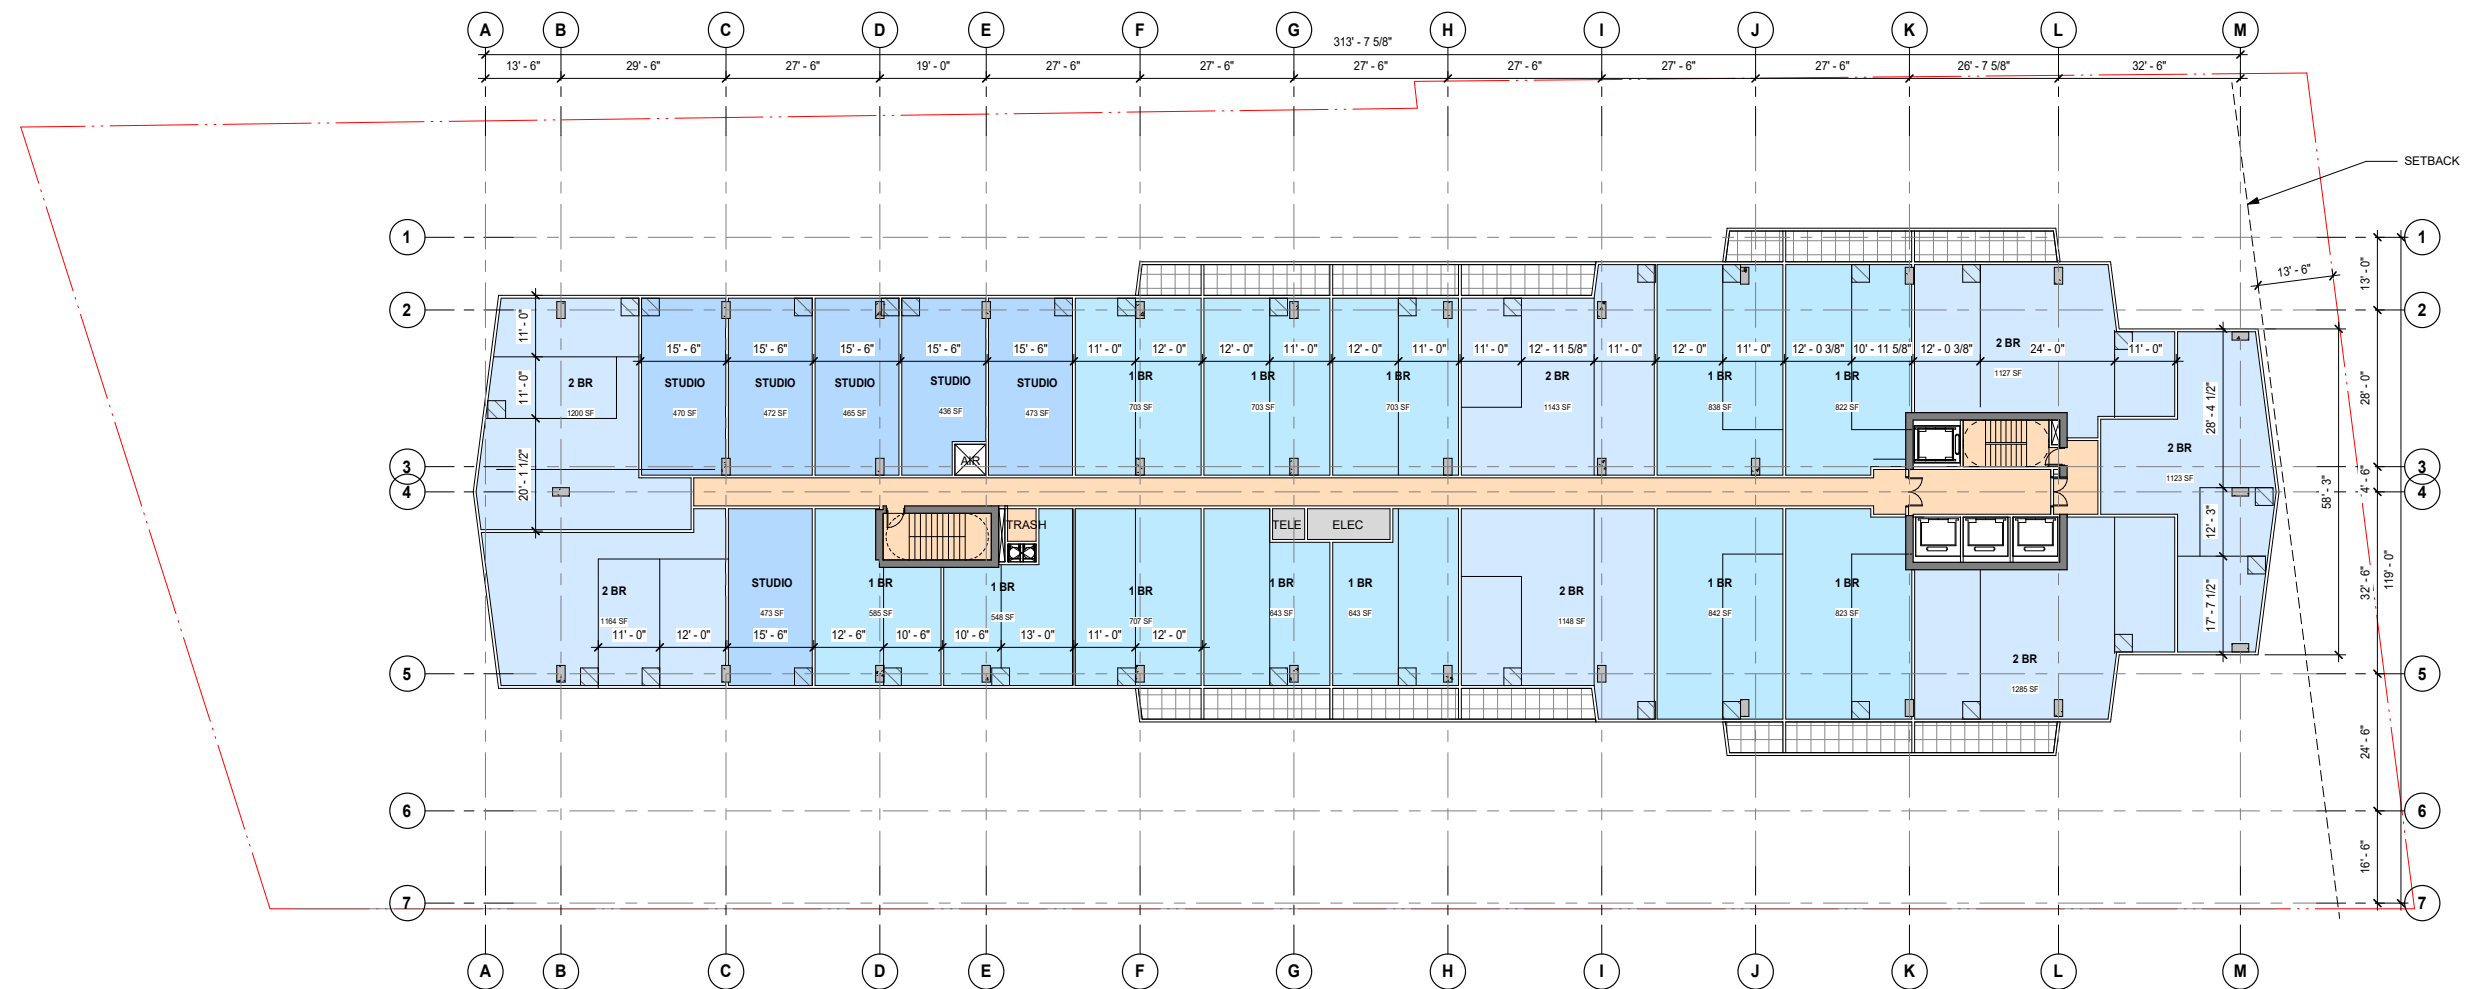 A B C D E F G H I J K L M
313' - 7 5/8"
13' - 6" 29' - 6" 27' - 6" 19' - 0" 27' - 6" 27' - 6" 27' - 6" 27' - 6" 27' - 6" 27' - 6" 26' - 7 5/8" 32' - 6"
SETBACK
1 1
13' - 6"
13' - 0"
2 2
11' - 0"
15' - 6" 15' - 6" 15' - 6" 15' - 6" 15' - 6" 11' - 0" 12' - 0" 12' - 0" 11' - 0" 12' - 0" 11' - 0" 11' - 0" 12' - 11 5/8" 11' - 0" 12' - 0" 11' - 0" 12' - 0 3/8" 10' - 11 5/8" 12' - 0 3/8" 24' - 0" 11' - 0"
2 BR
1127 SF
28' - 0"
11' - 0"
2 BR STUDIO STUDIO STUDIO STUDIO STUDIO 1 BR 1 BR 1 BR 2 BR 1 BR 1 BR
1200 SF 470 SF 472 SF 465 SF 436 SF 473 SF 703 SF 703 SF 703 SF 1143 SF 838 SF 822 SF
28' - 4 1/2"
2 BR
1123 SF
AIR
3 3
20' - 1 1/2"
4' - 6"
4 4
58' - 3"
12' - 3"
TRASH TELE ELEC
2 BR STUDIO 1 BR 1 BR 1 BR 1 BR 1 BR 2 BR 1 BR 1 BR
1164 SF 473 SF 585 SF 548 SF 707 SF 643 SF 643 SF 1148 SF 842 SF 823 SF
11' - 0" 12' - 0" 15' - 6" 12' - 6" 10' - 6" 10' - 6" 13' - 0" 11' - 0" 12' - 0"
17' - 7 1/2"
32' - 6"
119' - 0"
2 BR
1285 SF
5 5
24' - 6"
6 6
16' - 6"
7 7
A B C D E F G H I J K L M